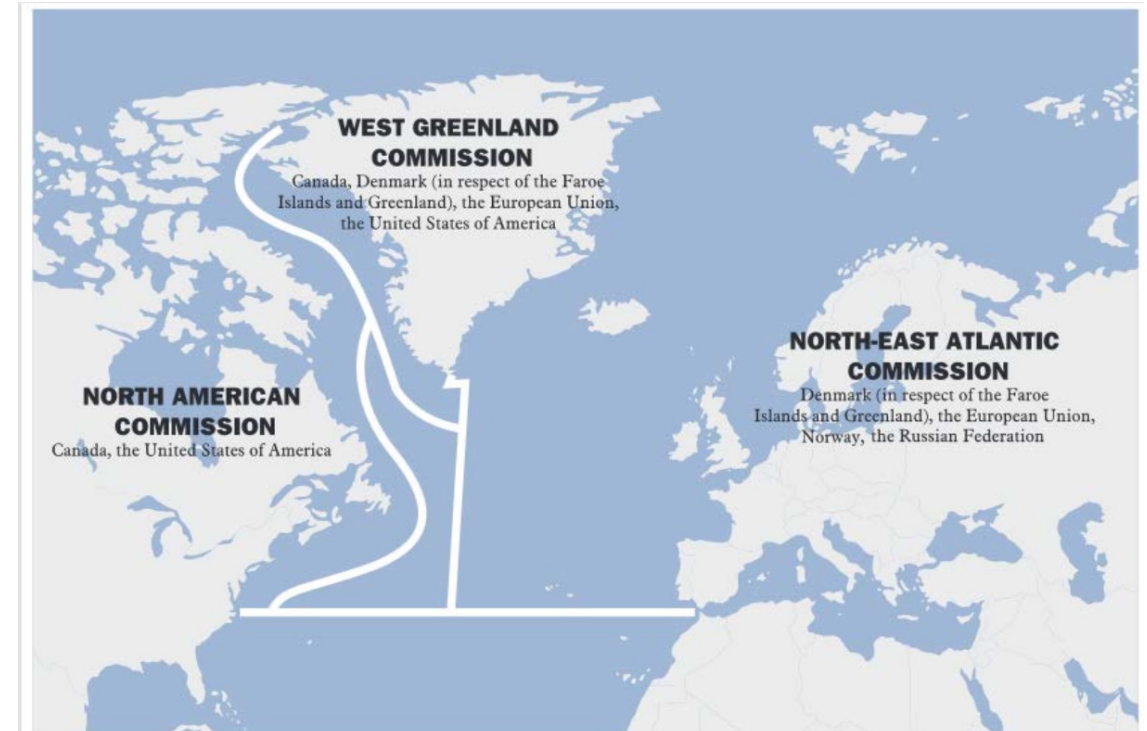 WEST GREENLAND
COMMISSION
Canada, Denmark (in respect of the Faroe
Islands and Greenland), the European Union,
the United States of America
NORTH AMERICAN
COMMISSION
Canada, the United States of America
NORTH-EAST ATLANTIC
COMMISSION
Denmark (in respect of the Faroe
Islands and Greenland), the European Union,
Norway, the Russian Federation